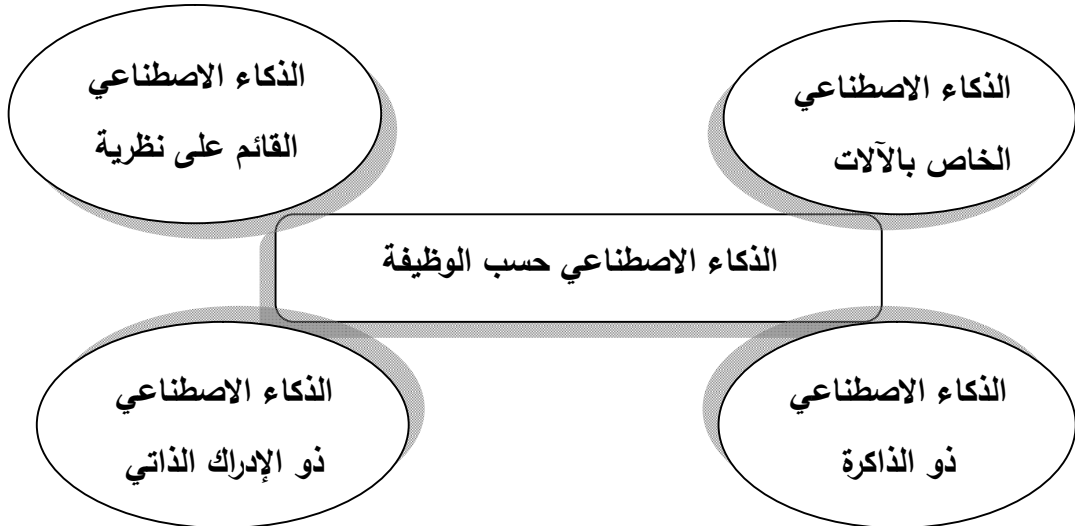 الذكاء الاصطناعي
الخاص بالآلات
الذكاء الاصطناعي
القائم على نظرية
الذكاء الاصطناعي حسب الوظيفة
الذكاء الاصطناعي
ذو الذاكرة
الذكاء الاصطناعي
ذو الإدراك الذاتي